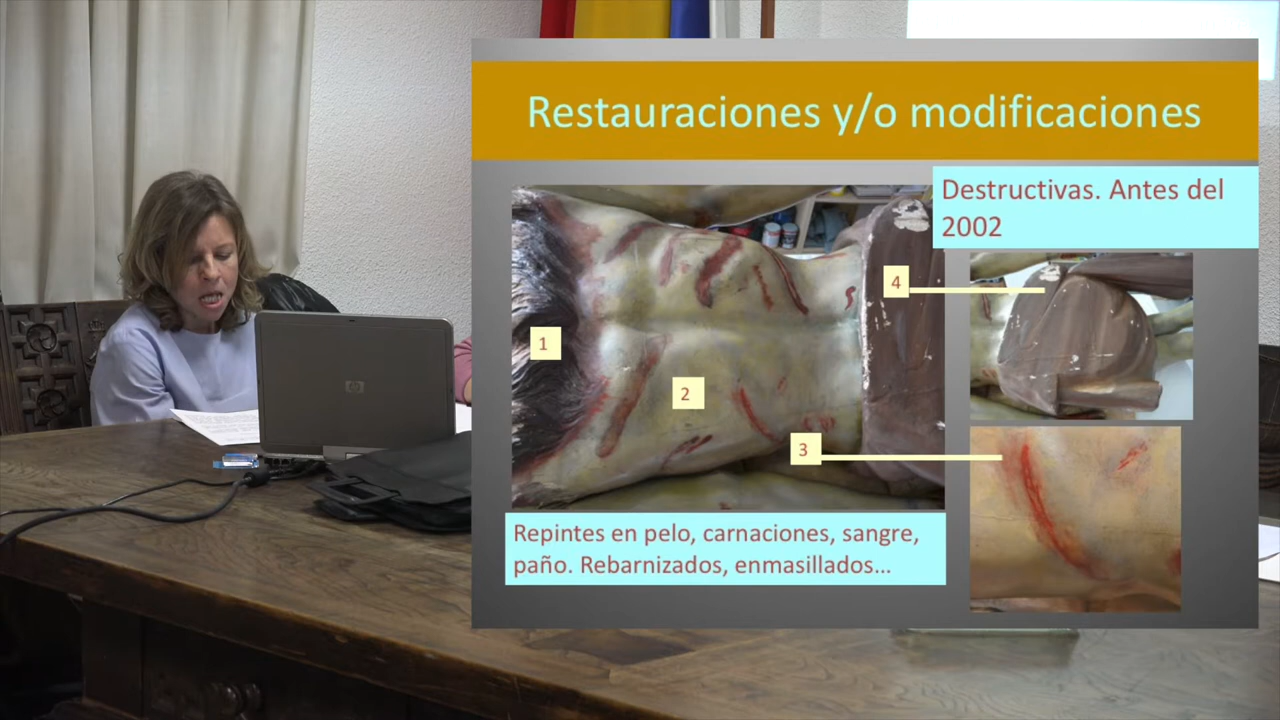 Restauraciones y/o modificaciones
Destructivas. Antes del
2002
4
1
2
3
Repintes en pelo, carnaciones, sangre,
paño. Rebarnizados, enmasillados...
hp